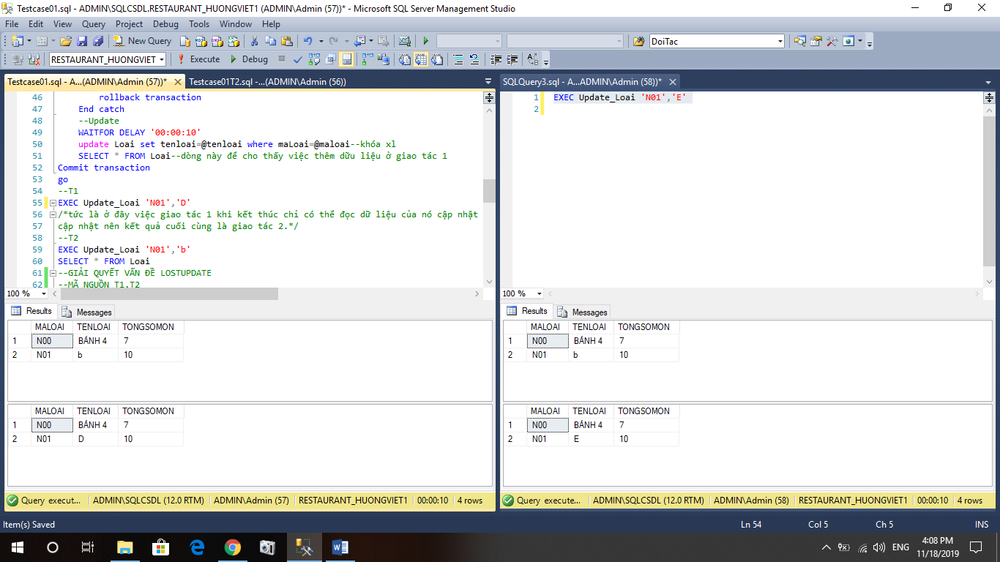 Testcase01.sql - ADMIN\SQLCSDL.RESTAURANT_HUONGVIET1 (ADMIN\Admin (57))* - Microsoft SQL Server Management Studio
File Edit View Query Project Debug Tools Window Help
New Query DoiTac
RESTAURANT_HUONGVIET Execute Debug
Testcase01.sql - A...(ADMIN\Admin (57))* Testcase01T2.sql -...(ADMIN\Admin (56))
46 rollback transaction
47 End catch
48 --Update
49 WAITFOR DELAY '00:00:10'
50 update Loai set tenloai=@tenloai where maLoai=@maloai--khóa xl
51 SELECT * FROM Loai--dòng này để cho thấy việc thêm dữu liệu ở giao tác 1
52 Commit transaction
53 go
54 --T1
55 EXEC Update_Loai 'N01','D'
56 /*tức là ở đây việc giao tác 1 khi kết thúc chỉ có thể đọc dữ liệu của nó cập nhật
57 cập nhật nên kết quả cuối cùng là giao tác 2.*/
58 --T2
59 EXEC Update_Loai 'N01','b'
60 SELECT * FROM Loai
61 --GIẢI QUYẾT VẤN ĐỀ LOSTUPDATE
62 --MÃ NGUỒN T1,T2
100 %
Results Messages
MALOAI TENLOAI TONGSOMON
1 N00 BÁNH 4 7
2 N01 b 10
MALOAI TENLOAI TONGSOMON
1 N00 BÁNH 4 7
2 N01 D 10
Query execut... ADMIN\SQLCSDL (12.0 RTM) ADMIN\Admin (57) RESTAURANT_HUONGVIET1 00:00:10 4 rows
SQLQuery3.sql - A...ADMIN\Admin (58))*
1 EXEC Update_Loai 'N01','E'
2
100 %
Results Messages
MALOAI TENLOAI TONGSOMON
1 N00 BÁNH 4 7
2 N01 b 10
MALOAI TENLOAI TONGSOMON
1 N00 BÁNH 4 7
2 N01 E 10
Query execute... ADMIN\SQLCSDL (12.0 RTM) ADMIN\Admin (58) RESTAURANT_HUONGVIET1 00:00:10 4 rows
Item(s) Saved Ln 54 Col 5 Ch 5 INS
ENG 4:08 PM
11/18/2019